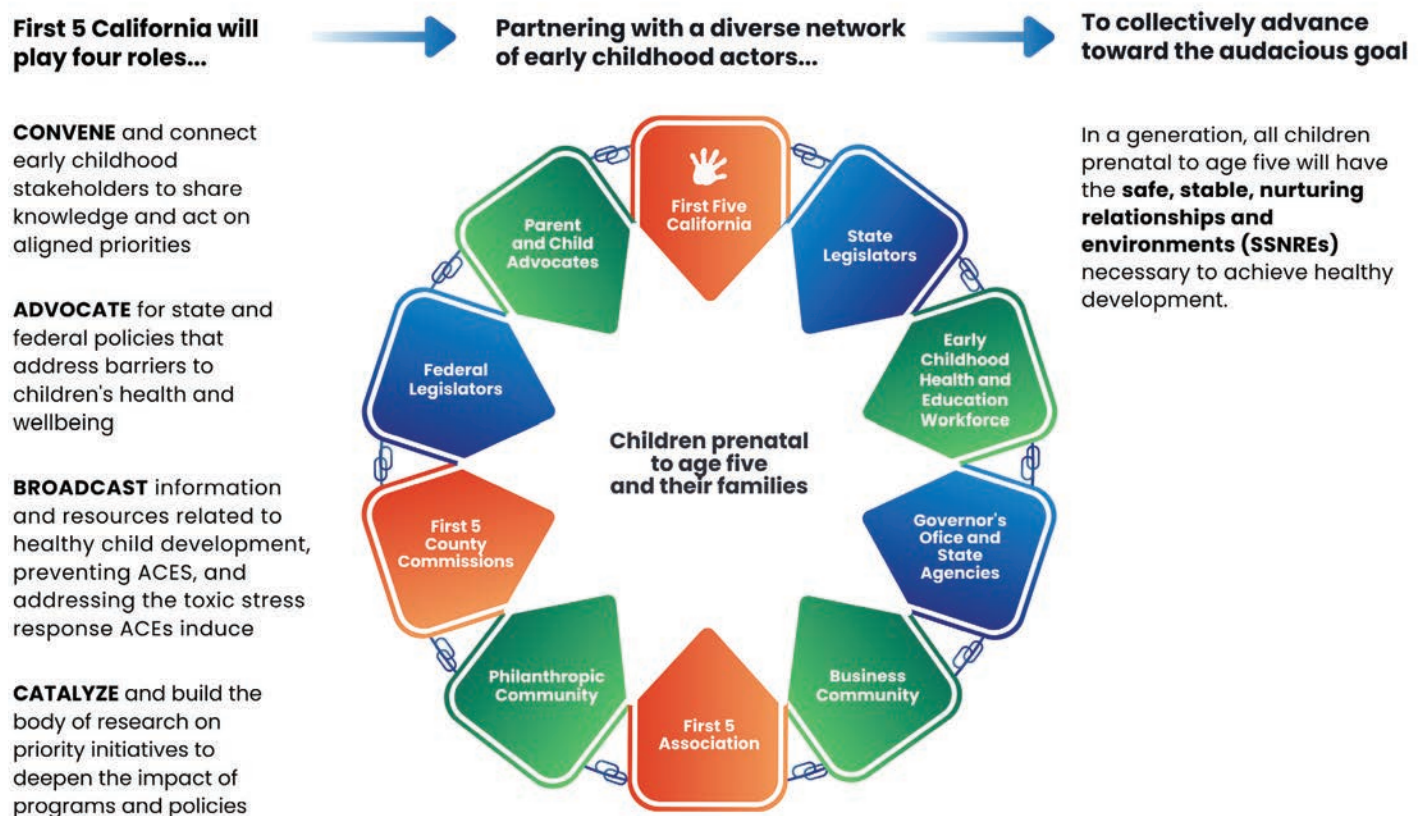 First 5 California will
play four roles...
CONVENE and connect
early childhood
stakeholders to share
knowledge and act on
aligned priorities
ADVOCATE for state and
federal policies that
address barriers to
children's health and
wellbeing
BROADCAST information
and resources related to
healthy child development,
preventing ACES, and
addressing the toxic stress
response ACEs induce
CATALYZE and build the
body of research on
priority initiatives to
deepen the impact of
programs and policies
Partnering with a diverse network
of early childhood actors...
First Five
California
State
Legislators
Early
Childhood
Health and
Education
Workforce
Governor's
Ofice and
State
Agencies
Business
Community
First 5
Association
Philanthropic
Community
First 5
County
Commissions
Federal
Legislators
Parent
and Child
Advocates
Children prenatal
to age five
and their families
To collectively advance
toward the audacious goal
In a generation, all children
prenatal to age five will have
the safe, stable, nurturing
relationships and
environments (SSNREs)
necessary to achieve healthy
development.